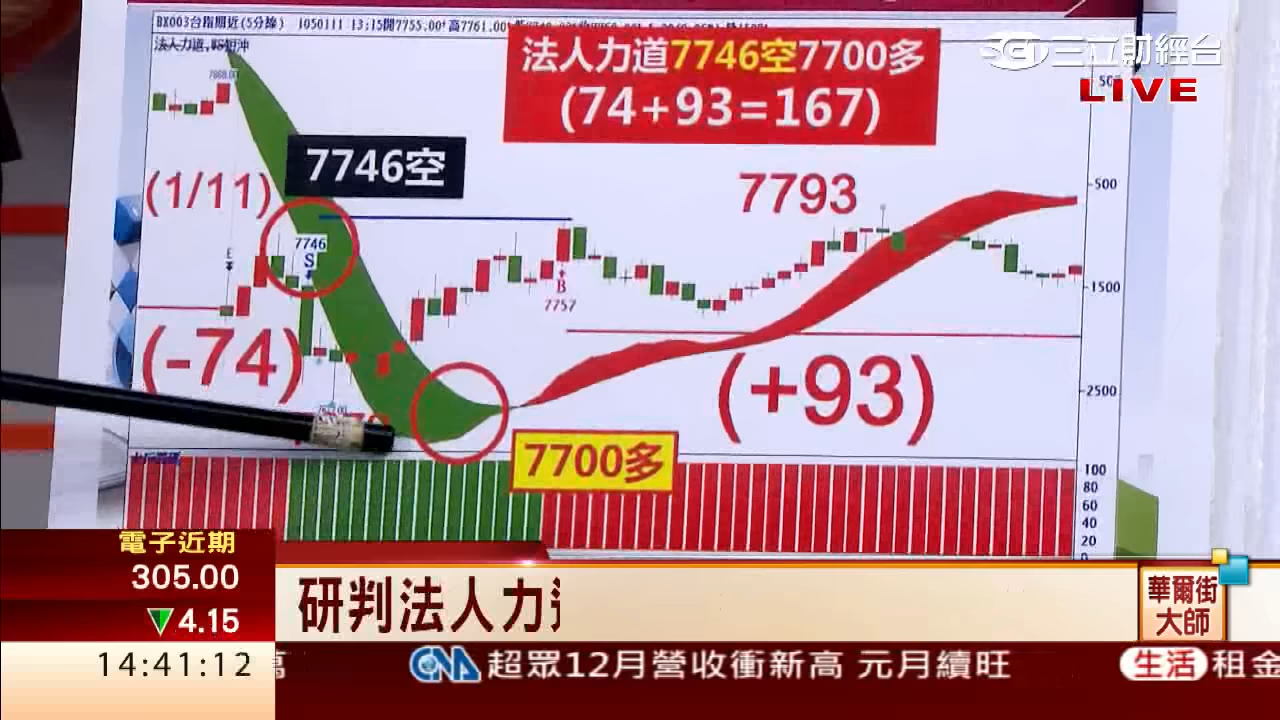 BX003台指期近(5分線) 1050111 13:15開7755.00*高7761.00*
法人力道,
7868.00
法人力道7746空7700多
(74+93=167)
三立財經台
LIVE
7746空
(1/11)
7746
S
7793
-500
-1500
B
7757
(-74)
(+93)
-2500
7700多
100
80
60
40
20
0
電子近期
305.00
▼4.15
研判法人力
華爾街
大師
14:41:12
CNA 超眾12月營收衝新高 元月續旺
生活 租金